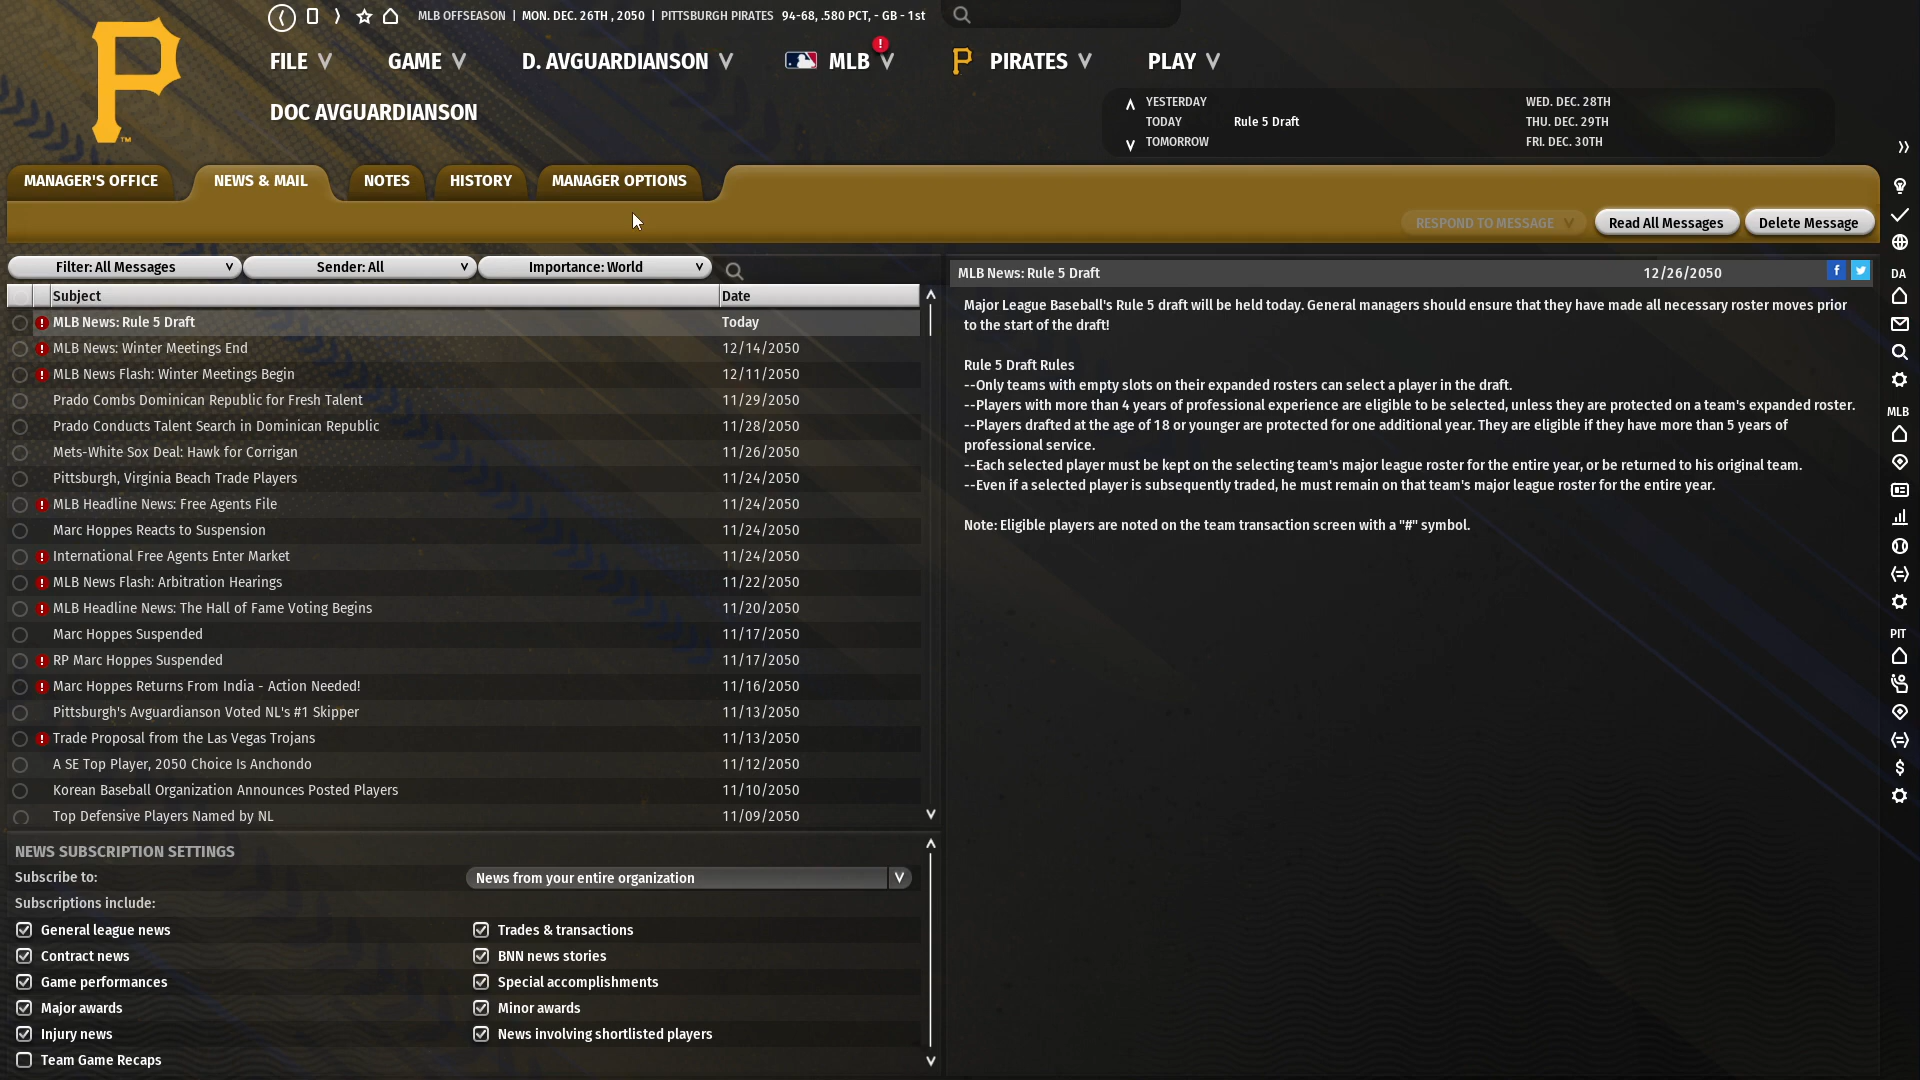 MLB OFFSEASON | MON. DEC. 26TH , 2050 | PITTSBURGH PIRATES 94-68, .580 PCT, - GB - 1st
FILE GAME D. AVGUARDIANSON MLB PIRATES PLAY
DOC AVGUARDIANSON
YESTERDAY WED. DEC. 28TH
TODAY Rule 5 Draft THU. DEC. 29TH
TOMORROW FRI. DEC. 30TH
MANAGER'S OFFICE NEWS & MAIL NOTES HISTORY MANAGER OPTIONS
RESPOND TO MESSAGE Read All Messages Delete Message
Filter: All Messages Sender: All Importance: World
Subject Date
MLB News: Rule 5 Draft Today
MLB News: Winter Meetings End 12/14/2050
MLB News Flash: Winter Meetings Begin 12/11/2050
Prado Combs Dominican Republic for Fresh Talent 11/29/2050
Prado Conducts Talent Search in Dominican Republic 11/28/2050
Mets-White Sox Deal: Hawk for Corrigan 11/26/2050
Pittsburgh, Virginia Beach Trade Players 11/24/2050
MLB Headline News: Free Agents File 11/24/2050
Marc Hoppes Reacts to Suspension 11/24/2050
International Free Agents Enter Market 11/24/2050
MLB News Flash: Arbitration Hearings 11/22/2050
MLB Headline News: The Hall of Fame Voting Begins 11/20/2050
Marc Hoppes Suspended 11/17/2050
RP Marc Hoppes Suspended 11/17/2050
Marc Hoppes Returns From India - Action Needed! 11/16/2050
Pittsburgh's Avguardianson Voted NL's #1 Skipper 11/13/2050
Trade Proposal from the Las Vegas Trojans 11/13/2050
A SE Top Player, 2050 Choice Is Anchondo 11/12/2050
Korean Baseball Organization Announces Posted Players 11/10/2050
Top Defensive Players Named by NL 11/09/2050
NEWS SUBSCRIPTION SETTINGS
Subscribe to: News from your entire organization
Subscriptions include:
General league news Trades & transactions
Contract news BNN news stories
Game performances Special accomplishments
Major awards Minor awards
Injury news News involving shortlisted players
Team Game Recaps
MLB News: Rule 5 Draft 12/26/2050
Major League Baseball's Rule 5 draft will be held today. General managers should ensure that they have made all necessary roster moves prior
to the start of the draft!
Rule 5 Draft Rules
--Only teams with empty slots on their expanded rosters can select a player in the draft.
--Players with more than 4 years of professional experience are eligible to be selected, unless they are protected on a team's expanded roster.
--Players drafted at the age of 18 or younger are protected for one additional year. They are eligible if they have more than 5 years of
professional service.
--Each selected player must be kept on the selecting team's major league roster for the entire year, or be returned to his original team.
--Even if a selected player is subsequently traded, he must remain on that team's major league roster for the entire year.
Note: Eligible players are noted on the team transaction screen with a "#" symbol.
DA
MLB
PIT